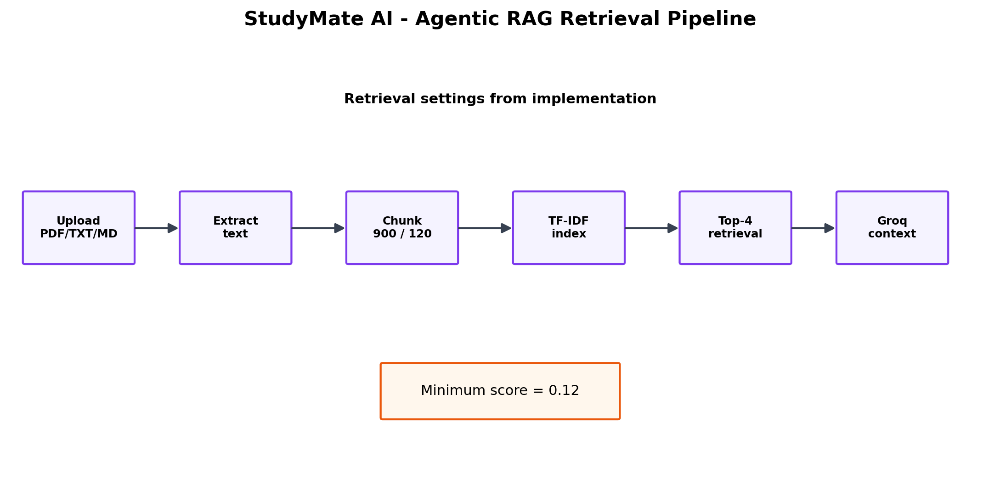 StudyMate AI - Agentic RAG Retrieval Pipeline
Retrieval settings from implementation
Upload
PDF/TXT/MD
Extract
text
Chunk
900 / 120
TF-IDF
index
Top-4
retrieval
Groq
context
Minimum score = 0.12